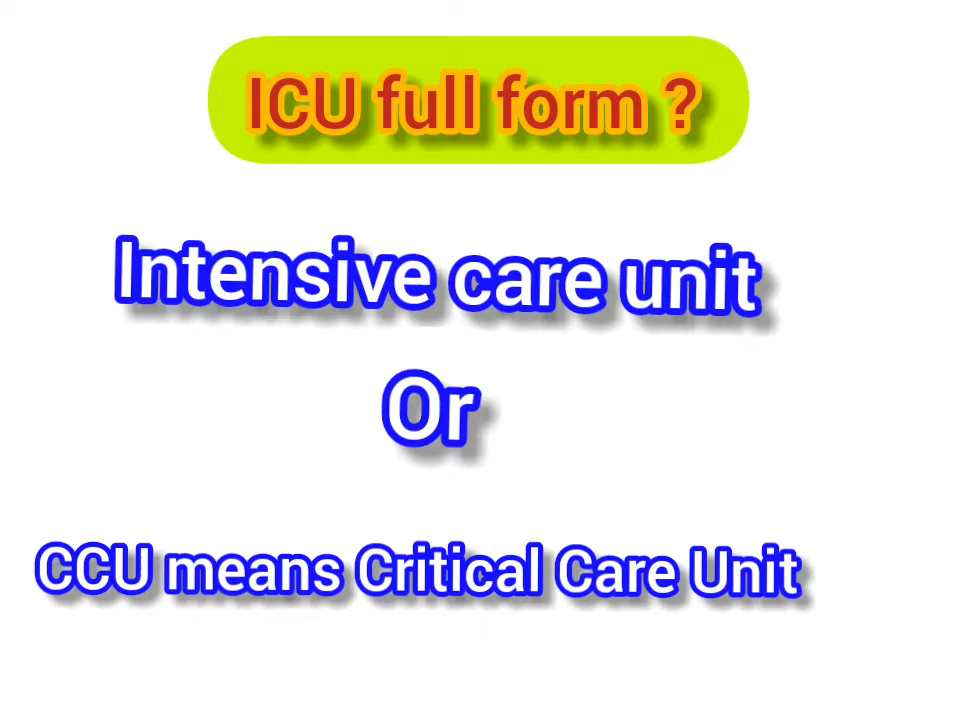 ICU full form ?
Intensive care unit
Or
CCU means Critical Care Unit